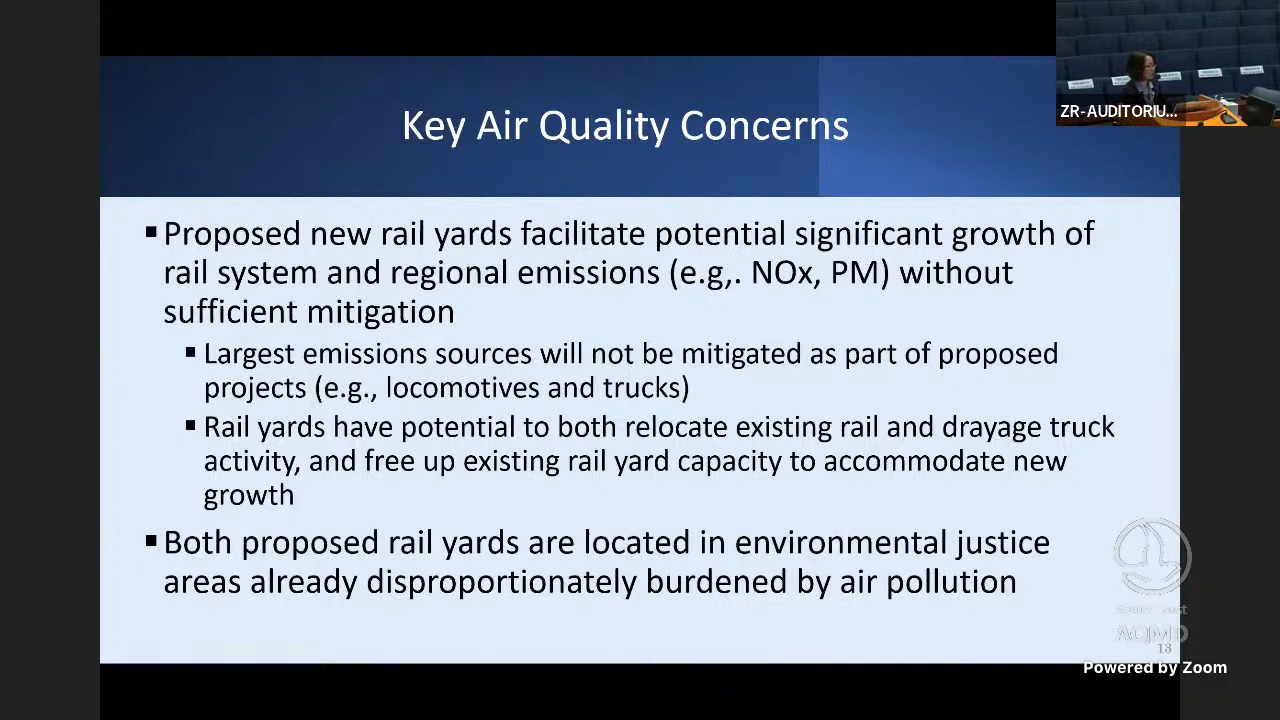 Key Air Quality Concerns
ZR-AUDITORIU...
▪Proposed new rail yards facilitate potential significant growth of
rail system and regional emissions (e.g,. NOx, PM) without
sufficient mitigation
▪Largest emissions sources will not be mitigated as part of proposed
projects (e.g., locomotives and trucks)
▪Rail yards have potential to both relocate existing rail and drayage truck
activity, and free up existing rail yard capacity to accommodate new
growth
▪Both proposed rail yards are located in environmental justice
areas already disproportionately burdened by air pollution
South Coast
AQMD
13
Powered by Zoom